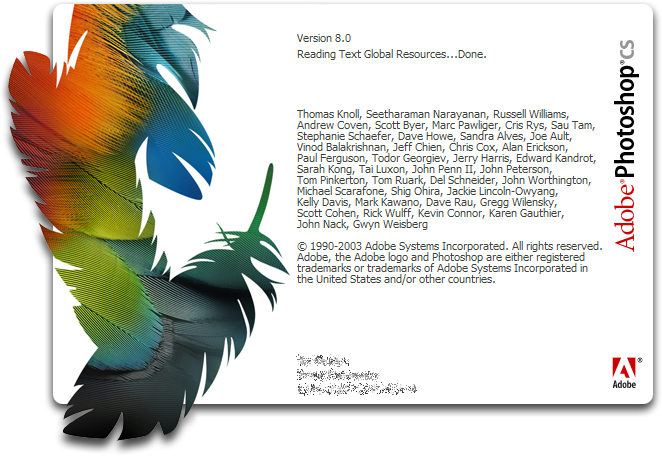 Version 8.0
Reading Text Global Resources...Done.
Thomas Knoll, Seetharaman Narayanan, Russell Williams,
Andrew Coven, Scott Byer, Marc Pawliger, Cris Rys, Sau Tam,
Stephanie Schaefer, Dave Howe, Sandra Alves, Joe Ault,
Vinod Balakrishnan, Jeff Chien, Chris Cox, Alan Erickson,
Paul Ferguson, Todor Georgiev, Jerry Harris, Edward Kandrot,
Sarah Kong, Tai Luxon, John Penn II, John Peterson,
Tom Pinkerton, Tom Ruark, Del Schneider, John Worthington,
Michael Scarafone, Shig Ohira, Jackie Lincoln-Owyang,
Kelly Davis, Mark Kawano, Dave Rau, Gregg Wilensky,
Scott Cohen, Rick Wulff, Kevin Connor, Karen Gauthier,
John Nack, Gwyn Weisberg
© 1990-2003 Adobe Systems Incorporated. All rights reserved.
Adobe, the Adobe logo and Photoshop are either registered
trademarks or trademarks of Adobe Systems Incorporated in
the United States and/or other countries.
Adobe® Photoshop® CS
®
Adobe